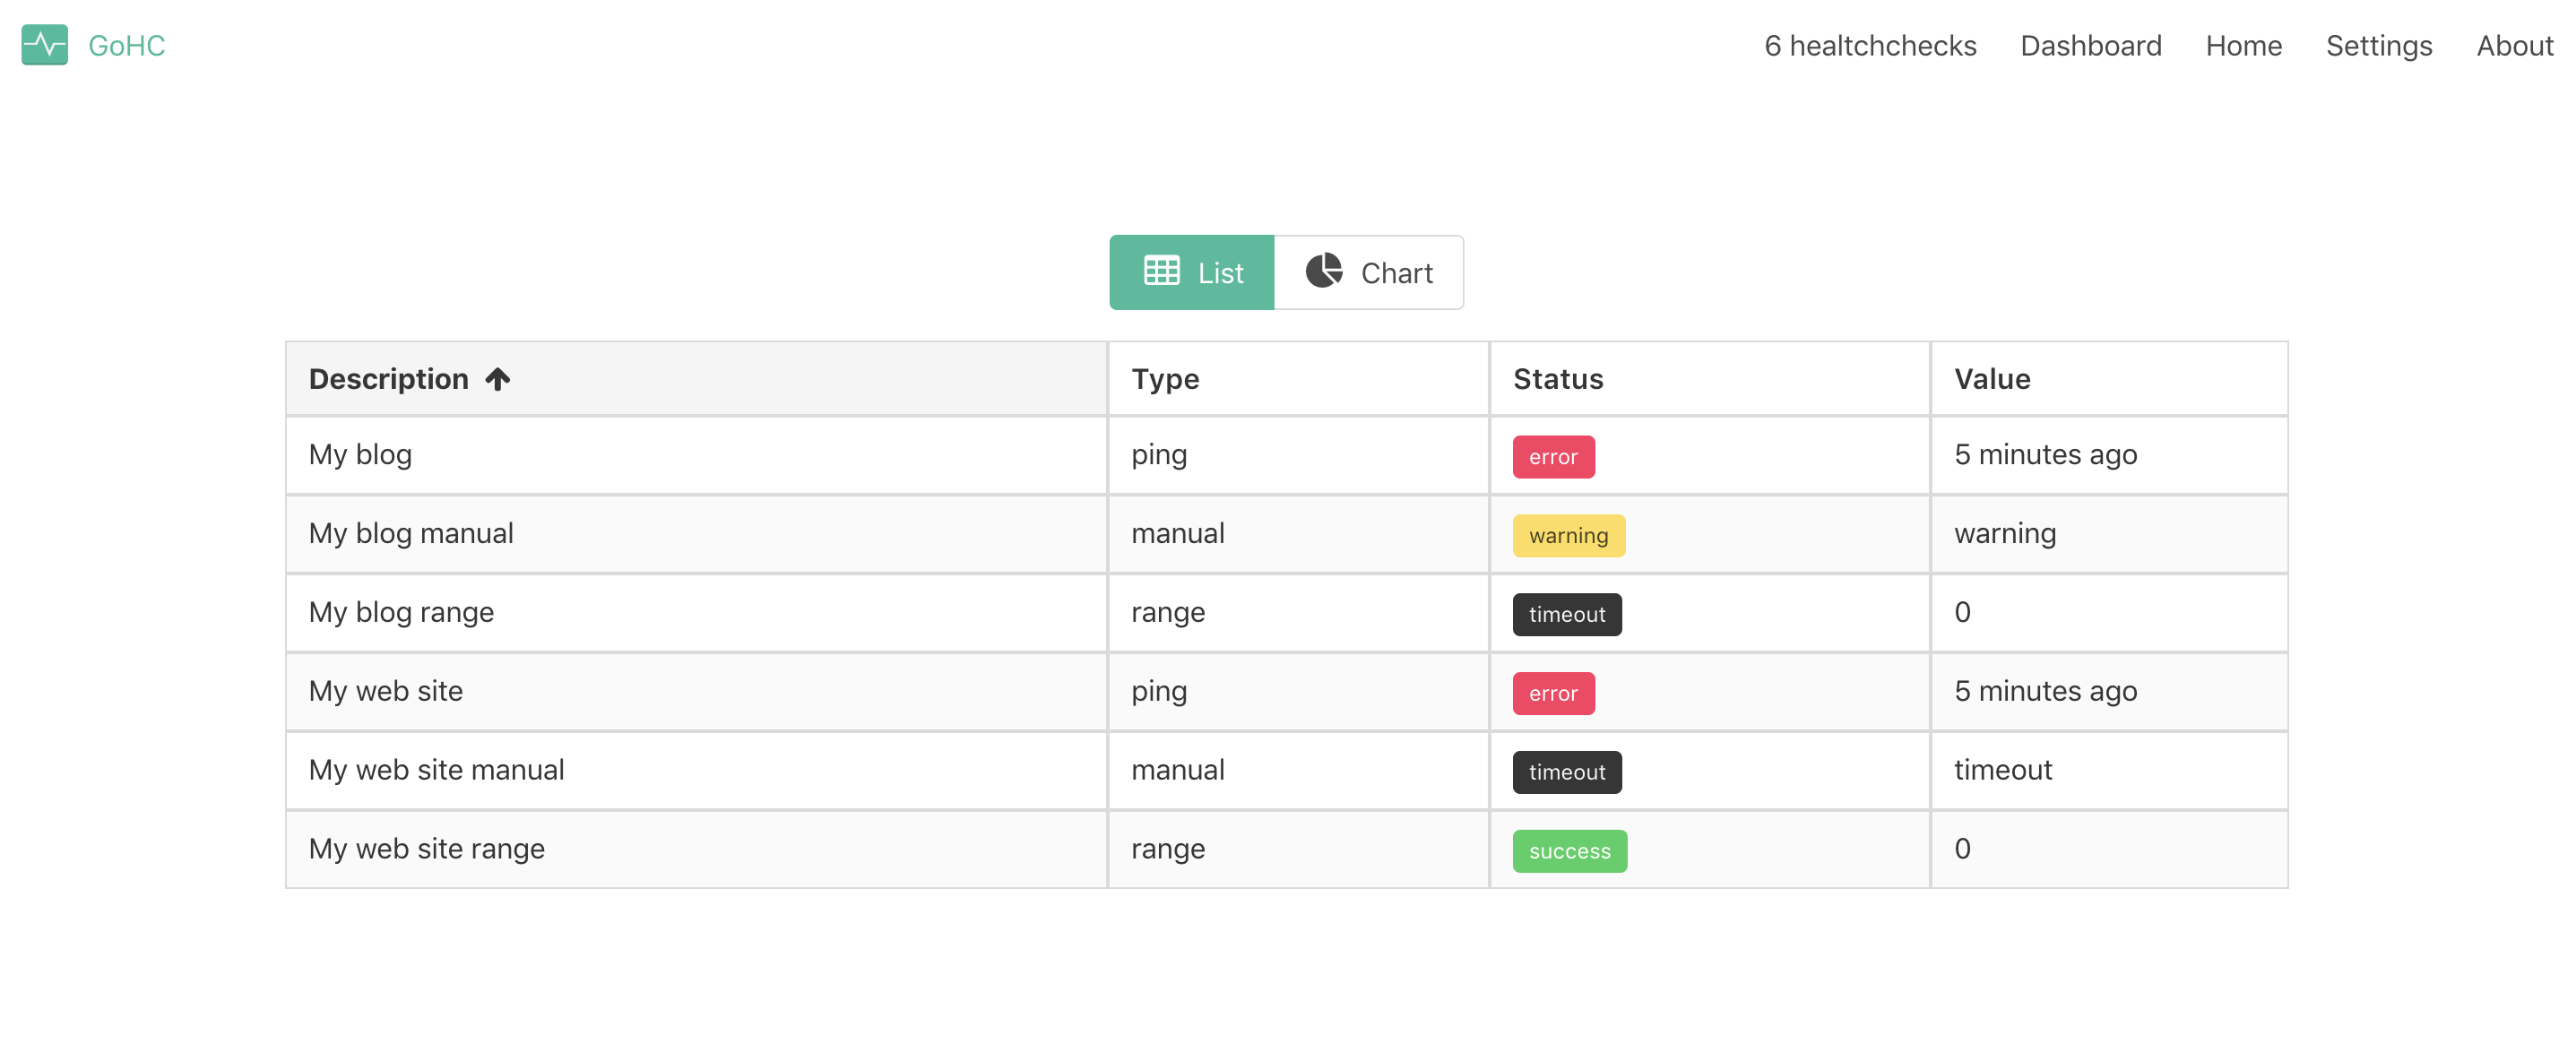 GoHC 6 healtchchecks Dashboard Home Settings About
List Chart
Description Type Status Value
My blog ping error 5 minutes ago
My blog manual manual warning warning
My blog range range timeout 0
My web site ping error 5 minutes ago
My web site manual manual timeout timeout
My web site range range success 0